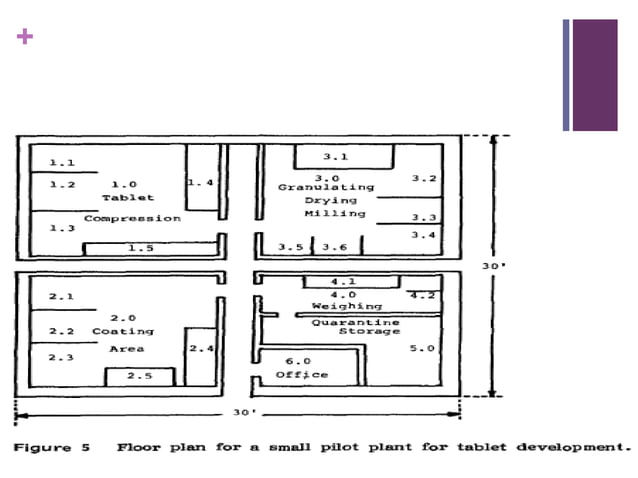 +
1.1
1.2
1.0
1.4
Tablet
Compression
1.3
1.5
3.1
3.0
3.2
Granulating
Drying
Milling
3.3
3.4
3.5
3.6
30'
2.1
2.0
2.2
Coating
Area
2.3
2.4
2.5
4.1
4.0
4.2
Weighing
Quarantine
Storage
5.0
6.0
Office
30'
Figure 5 Floor plan for a small pilot plant for tablet development.